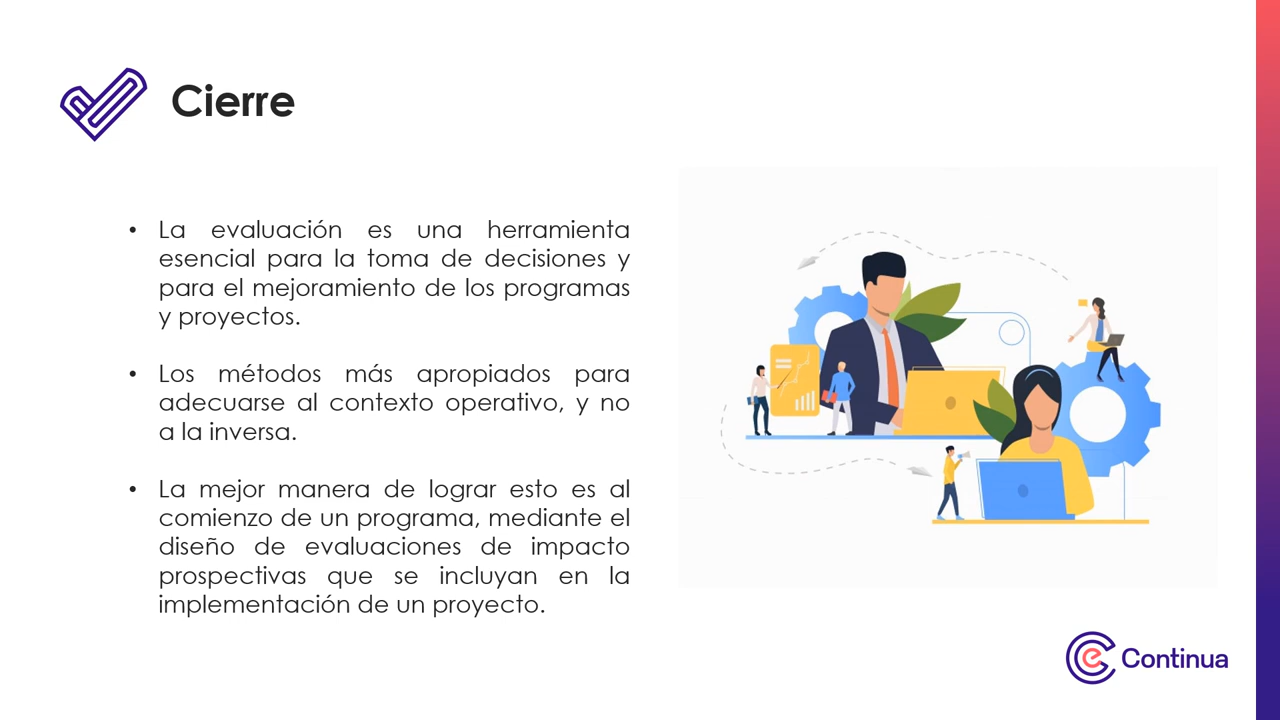 Cierre
• La evaluación es una herramienta
esencial para la toma de decisiones y
para el mejoramiento de los programas
y proyectos.
• Los métodos más apropiados para
adecuarse al contexto operativo, y no
a la inversa.
• La mejor manera de lograr esto es al
comienzo de un programa, mediante el
diseño de evaluaciones de impacto
prospectivas que se incluyan en la
implementación de un proyecto.
e Continua